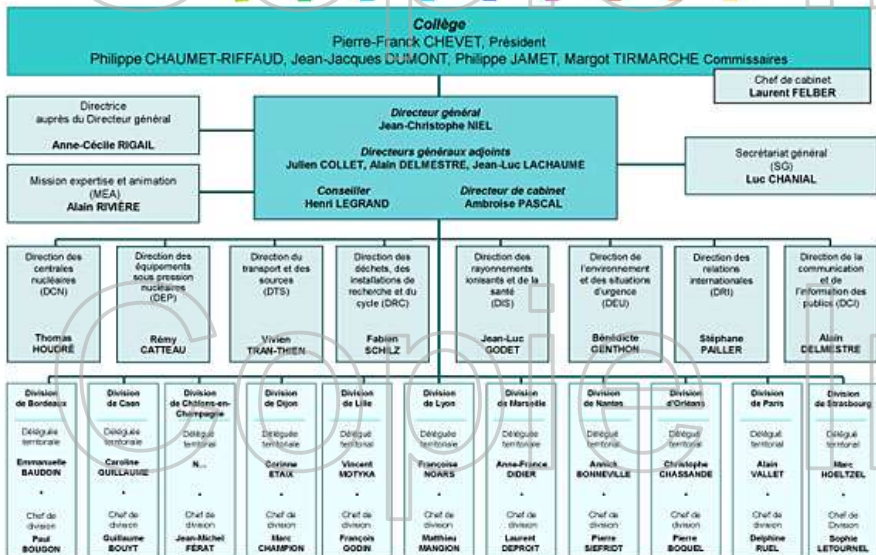 Collège
Pierre-Franck CHEVET, Président
Philippe CHAUMET-RIFFAUD, Jean-Jacques DUMONT, Philippe JAMET, Margot TIRMARCHE Commissaires
Chef de cabinet
Laurent FELBER
Directrice
auprès du Directeur général
Anne-Cécile RIGAIL
Directeur général
Jean-Christophe NIEL
Directeurs généraux adjoints
Julien COLLET, Alain DELMESTRE, Jean-Luc LACHAUME
Conseiller
Henri LEGRAND
Directeur de cabinet
Ambroise PASCAL
Mission expertise et animation
(MEA)
Alain RIVIÈRE
Secrétariat général
(SG)
Luc CHANIAL
Direction des
centrales
nucléaires
(DCN)
Thomas
HOUDRÉ
Direction des
équipements
sous pression
nucléaires
(DEP)
Rémy
CATTEAU
Direction du
transport et des
sources
(DTS)
Vivien
TRAN-THIEN
Direction des
déchets, des
installations de
recherche et du
cycle (DRC)
Fabien
SCHILZ
Direction des
rayonnements
ionisants et de la
santé
(DIS)
Jean-Luc
GODET
Direction de
l'environnement
et des situations
d'urgence
(DEU)
Bénédicte
GENTHON
Direction des
relations
internationales
(DRI)
Stéphane
PAILLER
Direction de la
communication
et de
l'information des
publics (DCI)
Alain
DELMESTRE
Division
de Bordeaux
Déléguée
territoriale
Emmanuelle
BAUDOIN
Chef de
division
Paul
BOUGON
Division
de Caen
Déléguée
territoriale
Caroline
GUILLAUME
Chef de
division
Guillaume
BOUYT
Division
de Châlons-en-
Champagne
Délégué
territorial
N...
Chef de
division
Jean-Michel
FÉRAT
Division
de Dijon
Déléguée
territoriale
Corinne
ETAIX
Chef de
division
Marc
CHAMPION
Division
de Lille
Délégué
territorial
Vincent
MOTYKA
Chef de
division
François
GODIN
Division
de Lyon
Déléguée
territoriale
Françoise
NOARS
Chef de
division
Matthieu
MANGION
Division
de Marseille
Déléguée
territoriale
Anne-France
DIDIER
Chef de
division
Laurent
DEPROIT
Division
de Nantes
Déléguée
territoriale
Annick
BONNEVILLE
Chef de
division
Pierre
SIEFRIDT
Division
d'Orléans
Délégué
territorial
Christophe
CHASSANDE
Chef de
division
Pierre
BOQUEL
Division
de Paris
Délégué
territorial
Alain
VALLET
Chef de
division
Delphine
RUEL
Division
de Strasbourg
Délégué
territorial
Marc
HOELTZEL
Chef de
division
Sophie
LETOURNEL
Copie